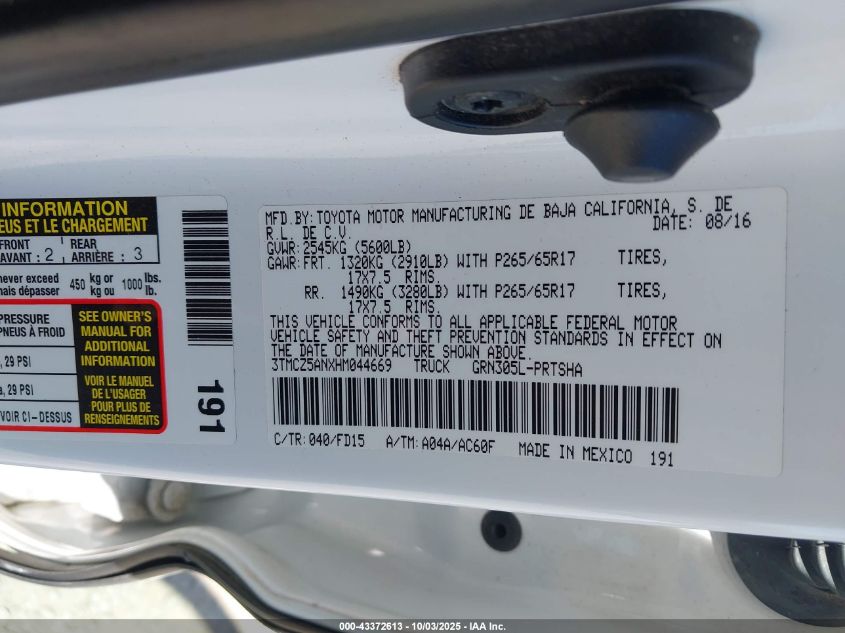 INFORMATION
EUS ET LE CHARGEMENT
FRONT
AVANT : 2
REAR
ARRIÈRE : 3
never exceed
mais dépasser
450 kg or
kg ou
1000 lbs.
lb.
PRESSURE
PNEUS À FROID
, 29 PSI
, 29 PSI
VOIR CI-DESSUS
SEE OWNER'S
MANUAL FOR
ADDITIONAL
INFORMATION
VOIR LE MANUEL
DE L'USAGER
POUR PLUS DE
RENSEIGNEMENTS
191
MFD.BY:TOYOTA MOTOR MANUFACTURING DE BAJA CALIFORNIA, S. DE
R.L. DE C.V. DATE: 08/16
GVWR:2545KG (5600LB)
GAWR:FRT. 1320KG (2910LB) WITH P265/65R17 TIRES,
17X7.5 RIMS.
RR. 1490KG (3280LB) WITH P265/65R17 TIRES,
17X7.5 RIMS.
THIS VEHICLE CONFORMS TO ALL APPLICABLE FEDERAL MOTOR
VEHICLE SAFETY AND THEFT PREVENTION STANDARDS IN EFFECT ON
THE DATE OF MANUFACTURE SHOWN ABOVE.
3TMCZ5ANXHM044669 TRUCK GRN305L-PRTSHA
C/TR:040/FD15 A/TM:A04A/AC60F MADE IN MEXICO 191
000-43372613 - 10/03/2025 - IAA Inc.